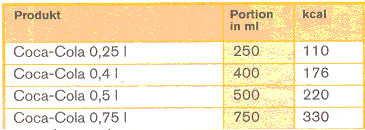 Produkt Portion in ml kcal
Coca-Cola 0,25 l 250 110
Coca-Cola 0,4 l 400 176
Coca-Cola 0,5 l 500 220
Coca-Cola 0,75 l 750 330